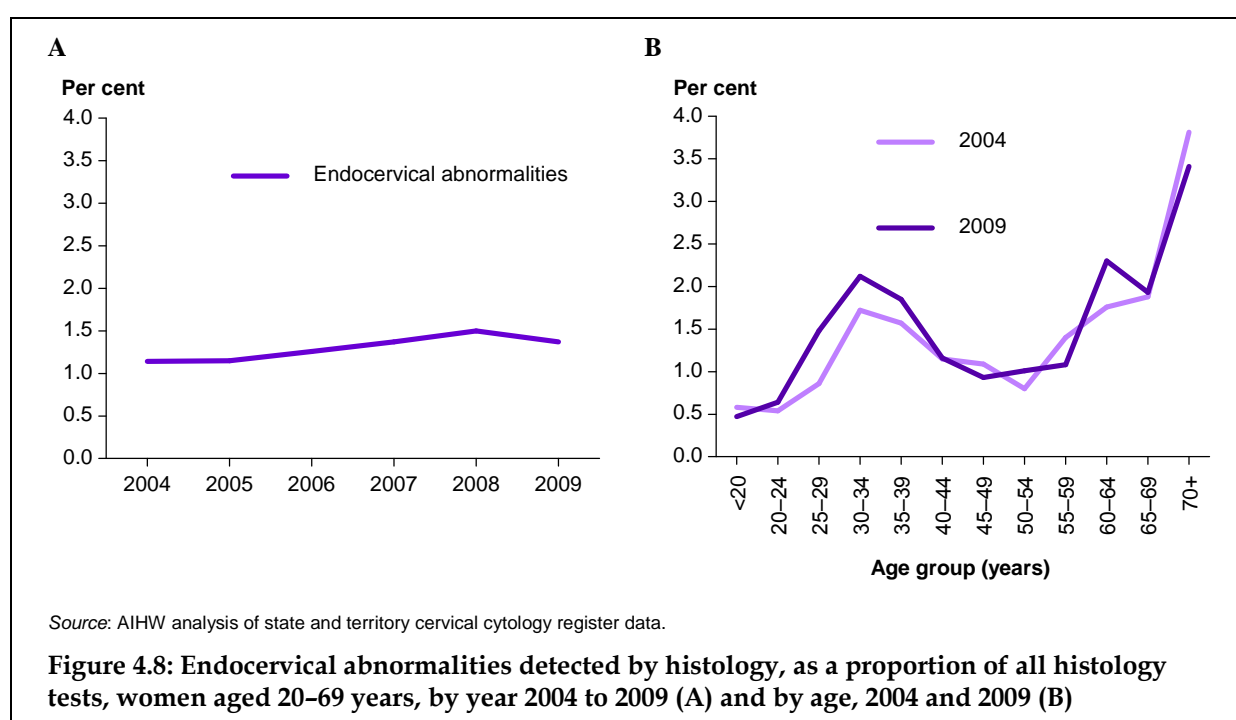 A
Per cent
4.0
3.5
3.0
2.5
2.0
1.5
1.0
0.5
0.0
Endocervical abnormalities
2004 2005 2006 2007 2008 2009
B
Per cent
4.0
3.5
3.0
2.5
2.0
1.5
1.0
0.5
0.0
2004
2009
<20 20–24 25–29 30–34 35–39 40–44 45–49 50–54 55–59 60–64 65–69 70+
Age group (years)
Source: AIHW analysis of state and territory cervical cytology register data.
Figure 4.8: Endocervical abnormalities detected by histology, as a proportion of all histology
tests, women aged 20–69 years, by year 2004 to 2009 (A) and by age, 2004 and 2009 (B)